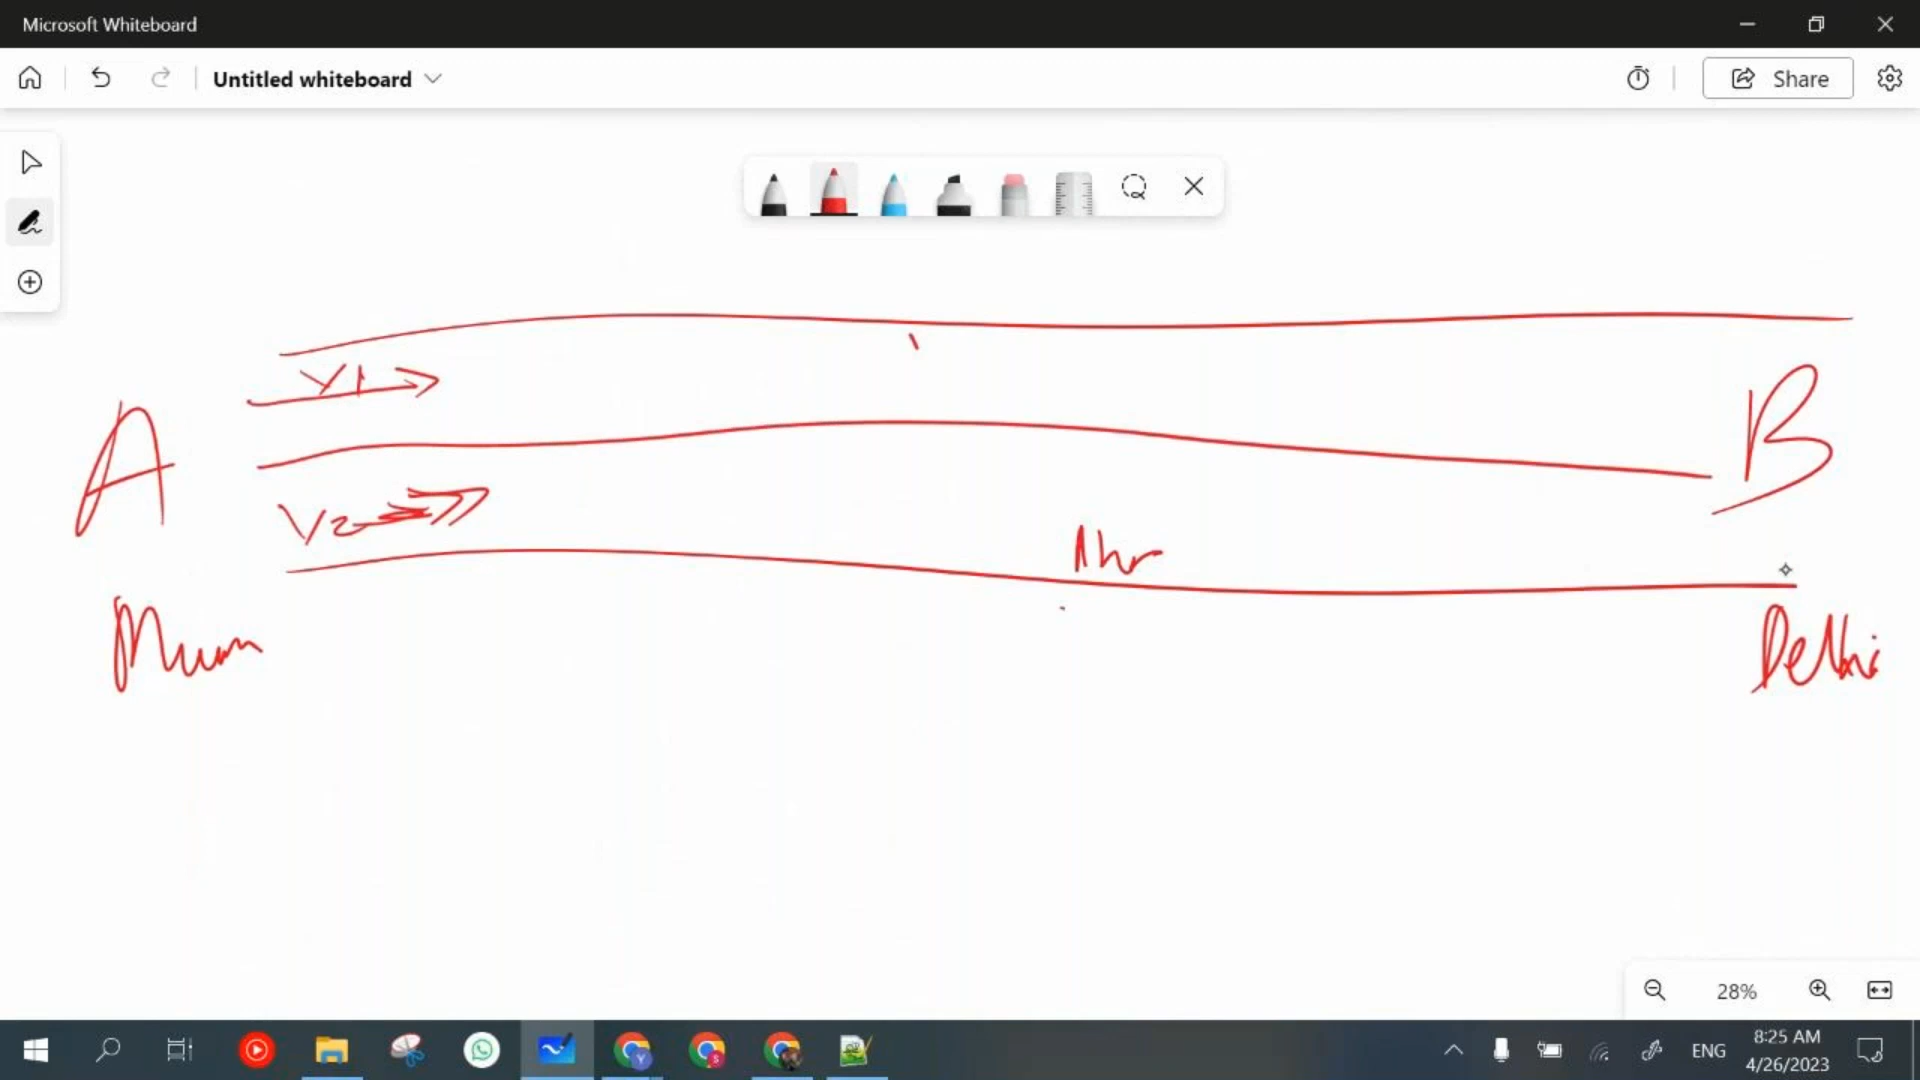 Microsoft Whiteboard
Untitled whiteboard
Share
V1
A
B
V2
1hr
Mum
Delhi
28%
ENG
8:25 AM
4/26/2023